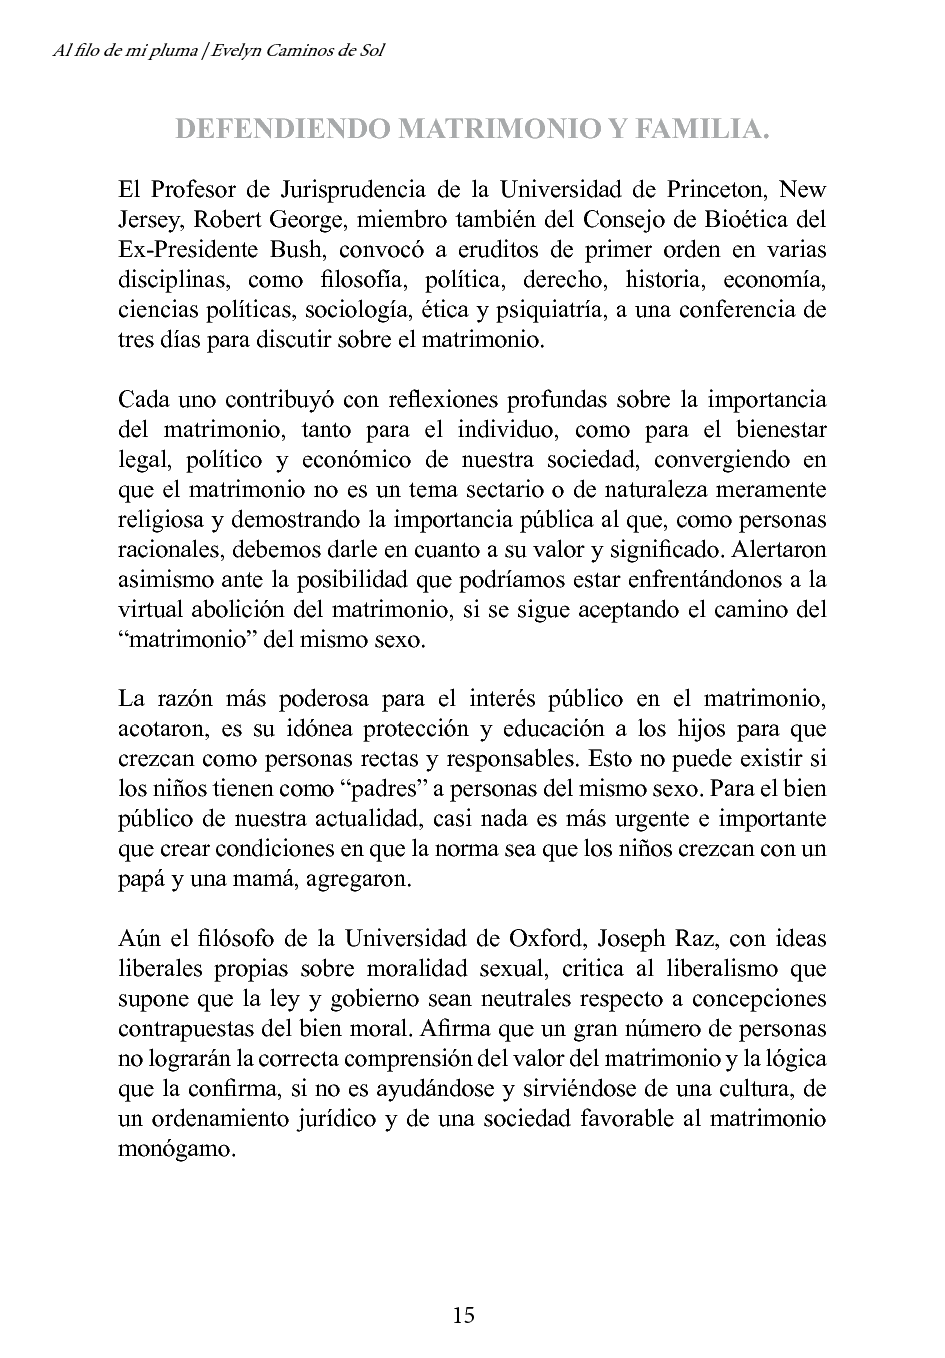 Al filo de mi pluma | Evelyn Caminos de Sol
DEFENDIENDO MATRIMONIO Y FAMILIA.
El Profesor de Jurisprudencia de la Universidad de Princeton, New
Jersey, Robert George, miembro también del Consejo de Bioética del
Ex-Presidente Bush, convocó a eruditos de primer orden en varias
disciplinas, como filosofía, política, derecho, historia, economía,
ciencias políticas, sociología, ética y psiquiatría, a una conferencia de
tres días para discutir sobre el matrimonio.
Cada uno contribuyó con reflexiones profundas sobre la importancia
del matrimonio, tanto para el individuo, como para el bienestar
legal, político y económico de nuestra sociedad, convergiendo en
que el matrimonio no es un tema sectario o de naturaleza meramente
religiosa y demostrando la importancia pública al que, como personas
racionales, debemos darle en cuanto a su valor y significado. Alertaron
asimismo ante la posibilidad que podríamos estar enfrentándonos a la
virtual abolición del matrimonio, si se sigue aceptando el camino del
“matrimonio” del mismo sexo.
La razón más poderosa para el interés público en el matrimonio,
acotaron, es su idónea protección y educación a los hijos para que
crezcan como personas rectas y responsables. Esto no puede existir si
los niños tienen como “padres” a personas del mismo sexo. Para el bien
público de nuestra actualidad, casi nada es más urgente e importante
que crear condiciones en que la norma sea que los niños crezcan con un
papá y una mamá, agregaron.
Aún el filósofo de la Universidad de Oxford, Joseph Raz, con ideas
liberales propias sobre moralidad sexual, critica al liberalismo que
supone que la ley y gobierno sean neutrales respecto a concepciones
contrapuestas del bien moral. Afirma que un gran número de personas
no lograrán la correcta comprensión del valor del matrimonio y la lógica
que la confirma, si no es ayudándose y sirviéndose de una cultura, de
un ordenamiento jurídico y de una sociedad favorable al matrimonio
monógamo.
15